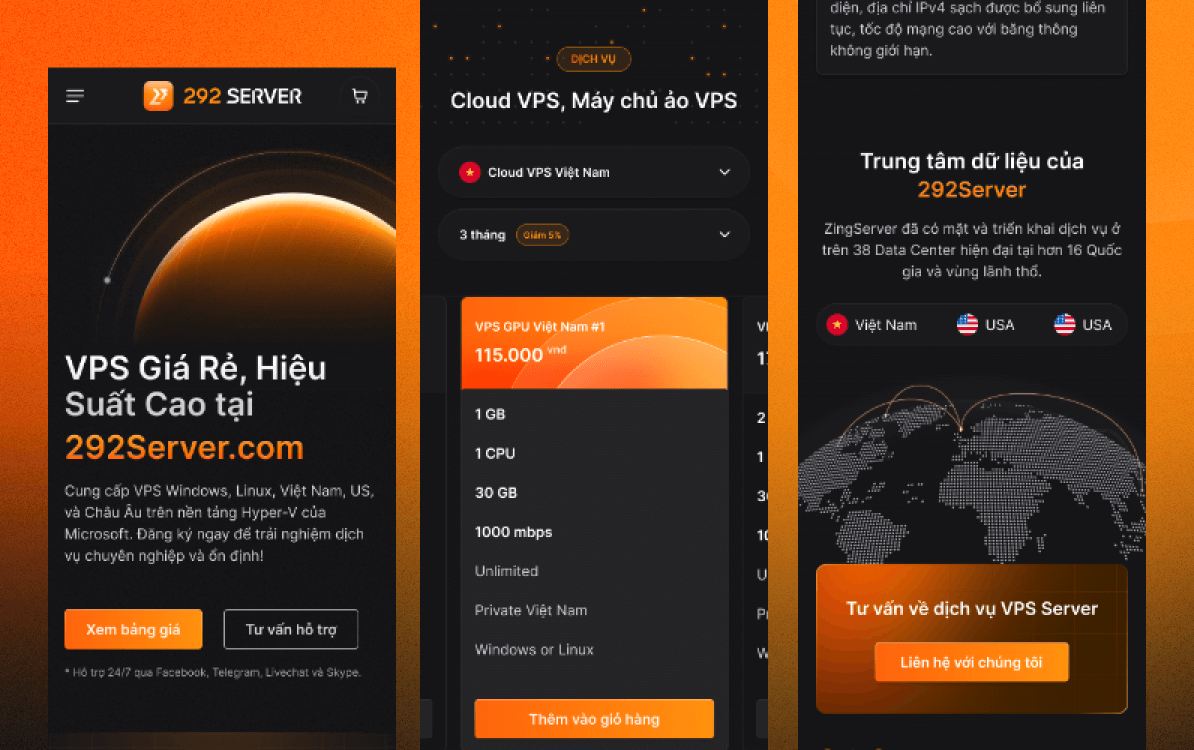 292 SERVER
VPS Giá Rẻ, Hiệu
Suất Cao tại
292Server.com
Cung cấp VPS Windows, Linux, Việt Nam, US,
và Châu Âu trên nền tảng Hyper-V của
Microsoft. Đăng ký ngay để trải nghiệm dịch
vụ chuyên nghiệp và ổn định!
Xem bảng giá
Tư vấn hỗ trợ
* Hỗ trợ 24/7 qua Facebook, Telegram, Livechat và Skype.
DỊCH VỤ
Cloud VPS, Máy chủ ảo VPS
Cloud VPS Việt Nam
3 tháng
Giảm 5%
VPS GPU Việt Nam #1
115.000 vnđ
1 GB
1 CPU
30 GB
1000 mbps
Unlimited
Private Việt Nam
Windows or Linux
Thêm vào giỏ hàng
diện, địa chỉ IPv4 sạch được bổ sung liên
tục, tốc độ mạng cao với băng thông
không giới hạn.
Trung tâm dữ liệu của
292Server
ZingServer đã có mặt và triển khai dịch vụ ở
trên 38 Data Center hiện đại tại hơn 16 Quốc
gia và vùng lãnh thổ.
Việt Nam
USA
USA
Tư vấn về dịch vụ VPS Server
Liên hệ với chúng tôi